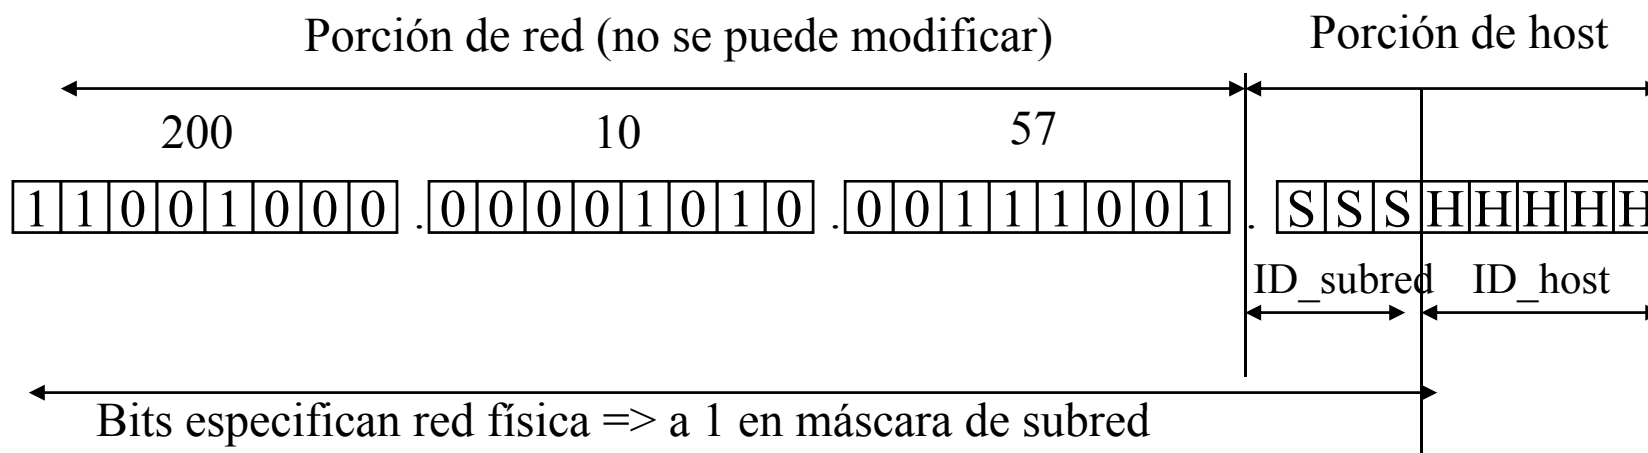 Porción de red (no se puede modificar) Porción de host
200 10 57
11001000.00001010.00111001.SSSHHHHH
ID_subred ID_host
Bits especifican red física => a 1 en máscara de subred